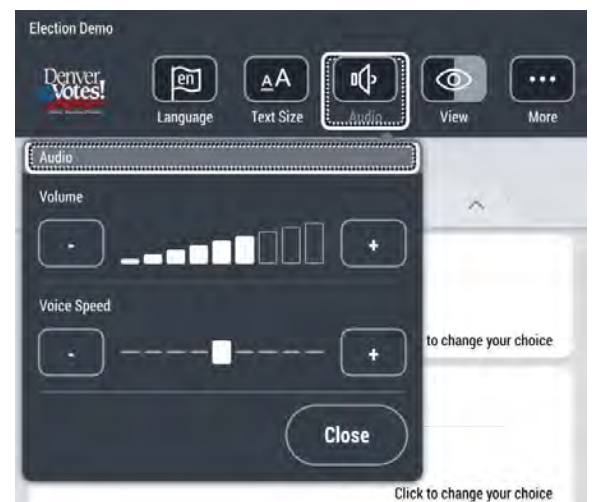 Election Demo
Denver
Votes!
en
AA
Language
Text Size
Audio
View
More
Audio
Volume
-
+
Voice Speed
-
+
to change your choice
Close
Click to change your choice